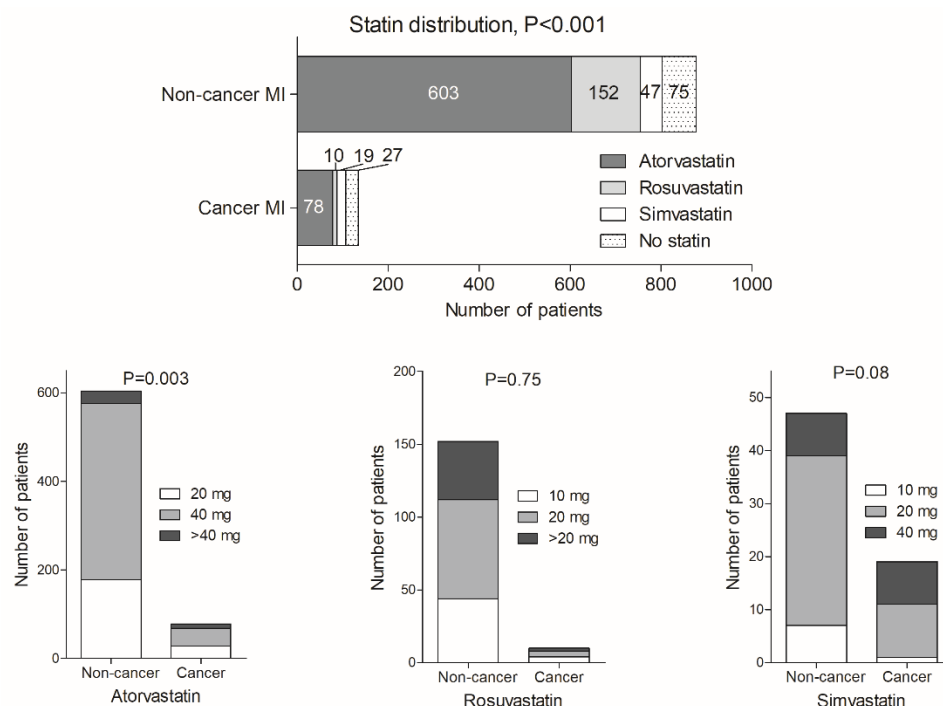 Statin distribution, P<0.001
Non-cancer MI
603
152
47
75
10
19
27
Cancer MI
78
Atorvastatin
Rosuvastatin
Simvastatin
No statin
0
200
400
600
800
1000
Number of patients
P=0.003
Number of patients
600
400
200
0
20 mg
40 mg
>40 mg
Non-cancer
Cancer
Atorvastatin
P=0.75
Number of patients
200
150
100
50
0
10 mg
20 mg
>20 mg
Non-cancer
Cancer
Rosuvastatin
P=0.08
Number of patients
50
40
30
20
10
0
10 mg
20 mg
40 mg
Non-cancer
Cancer
Simvastatin